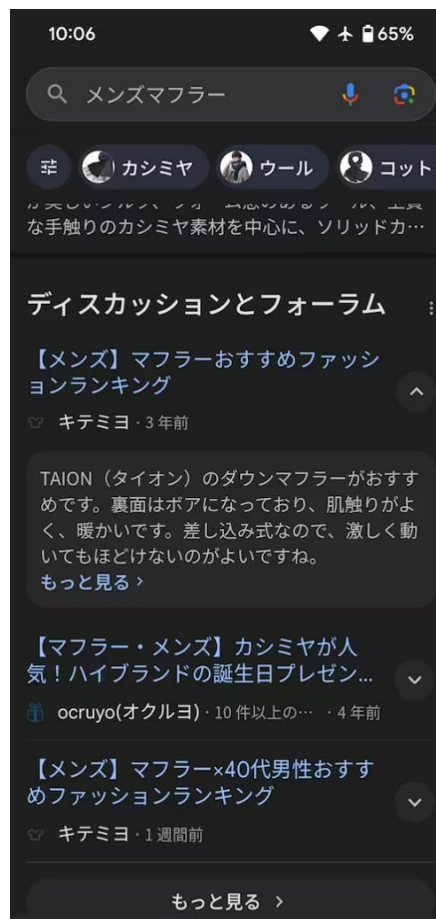 10:06
65%
メンズマフラー
カシミヤ
ウール
コット
な手触りのカシミヤ素材を中心に、ソリッドカ…
ディスカッションとフォーラム
【メンズ】マフラーおすすめファッシ
ョンランキング
キテミヨ · 3 年前
TAION（タイオン）のダウンマフラーがおすす
めです。裏面はボアになっており、肌触りがよ
く、暖かいです。差し込み式なので、激しく動
いてもほどけないのがよいですね。
もっと見る
【マフラー・メンズ】カシミヤが人
気！ハイブランドの誕生日プレゼン...
ocruyo(オクルヨ) · 10 件以上の… · 4 年前
【メンズ】マフラー×40代男性おすす
めファッションランキング
キテミヨ · 1 週間前
もっと見る